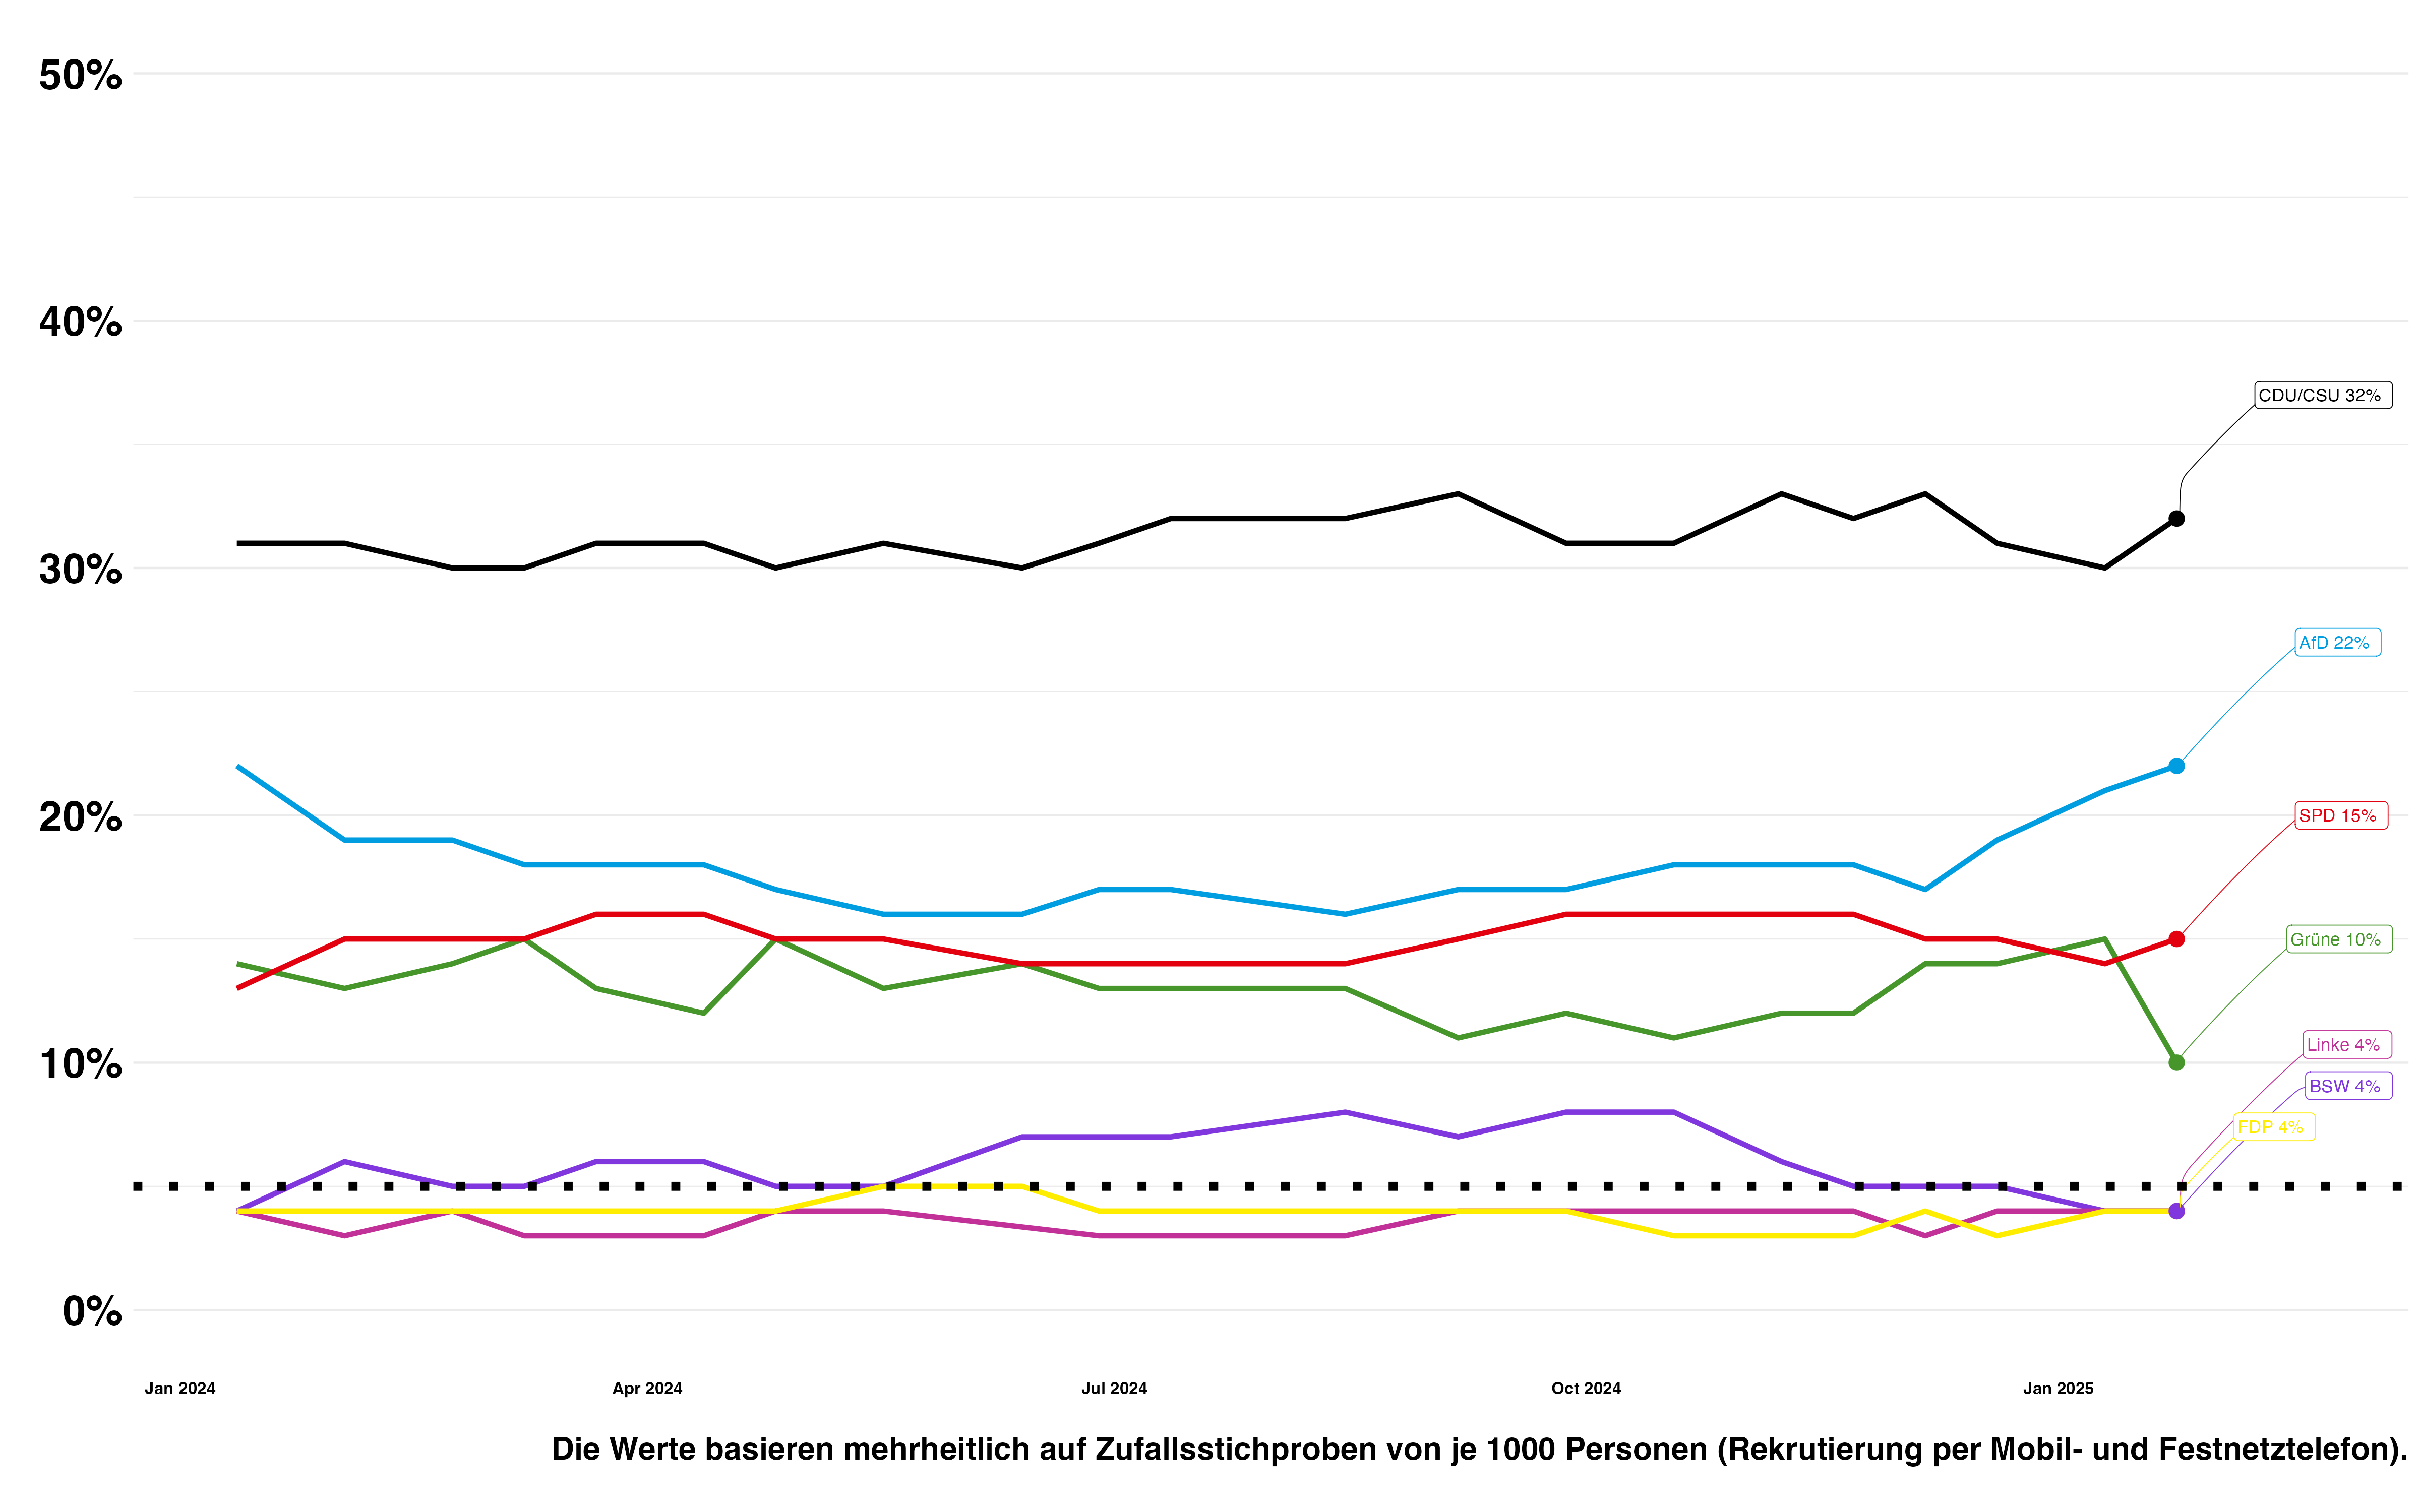 50%
40%
CDU/CSU 32%
30%
AfD 22%
20%
SPD 15%
Grüne 10%
10%
Linke 4%
BSW 4%
FDP 4%
0%
Jan 2024 Apr 2024 Jul 2024 Oct 2024 Jan 2025
Die Werte basieren mehrheitlich auf Zufallsstichproben von je 1000 Personen (Rekrutierung per Mobil- und Festnetztelefon).